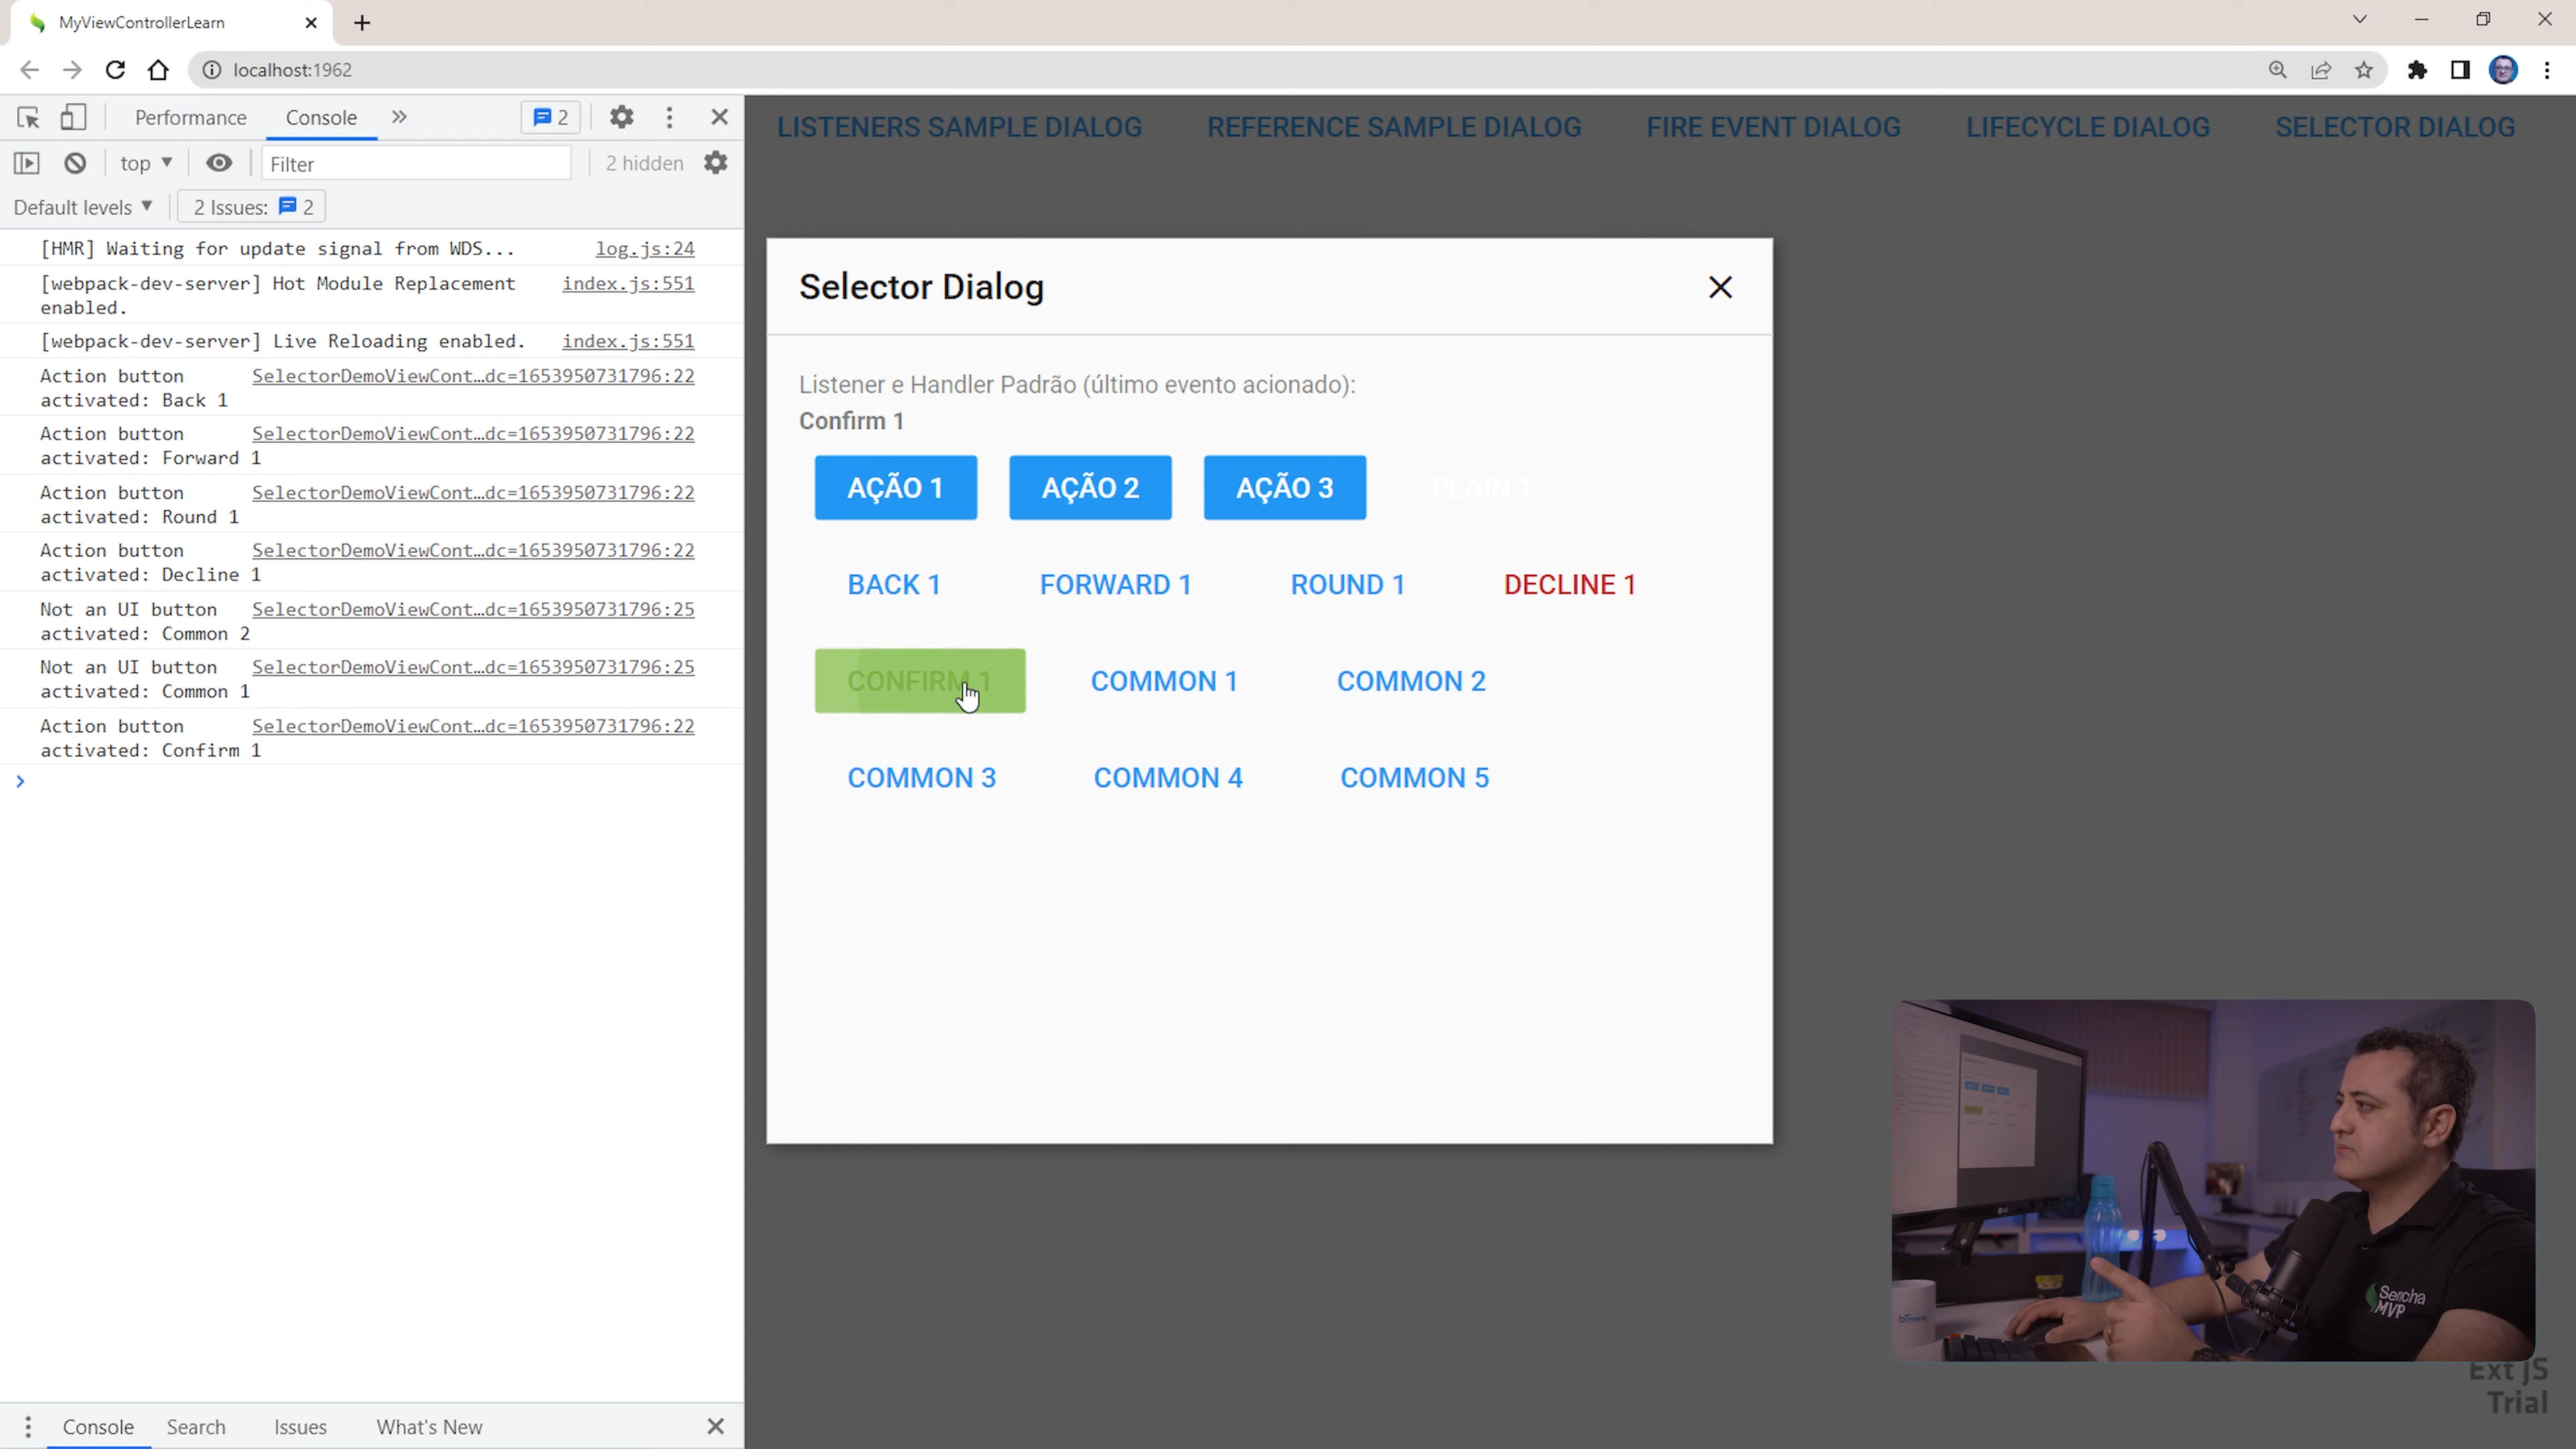 MyViewControllerLearn
localhost:1962
Performance
Console
2
top
Filter
2 hidden
Default levels
2 Issues:
2
[HMR] Waiting for update signal from WDS...
log.js:24
[webpack-dev-server] Hot Module Replacement
enabled.
index.js:551
[webpack-dev-server] Live Reloading enabled.
index.js:551
Action button
activated: Back 1
SelectorDemoViewCont…dc=1653950731796:22
Action button
activated: Forward 1
SelectorDemoViewCont…dc=1653950731796:22
Action button
activated: Round 1
SelectorDemoViewCont…dc=1653950731796:22
Action button
activated: Decline 1
SelectorDemoViewCont…dc=1653950731796:22
Not an UI button
activated: Common 2
SelectorDemoViewCont…dc=1653950731796:25
Not an UI button
activated: Common 1
SelectorDemoViewCont…dc=1653950731796:25
Action button
activated: Confirm 1
SelectorDemoViewCont…dc=1653950731796:22
Console
Search
Issues
What's New
LISTENERS SAMPLE DIALOG
REFERENCE SAMPLE DIALOG
FIRE EVENT DIALOG
LIFECYCLE DIALOG
SELECTOR DIALOG
Selector Dialog
Listener e Handler Padrão (último evento acionado):
Confirm 1
AÇÃO 1
AÇÃO 2
AÇÃO 3
PLAIN 1
BACK 1
FORWARD 1
ROUND 1
DECLINE 1
CONFIRM 1
COMMON 1
COMMON 2
COMMON 3
COMMON 4
COMMON 5
Sencha
MVP
Ext JS
Trial